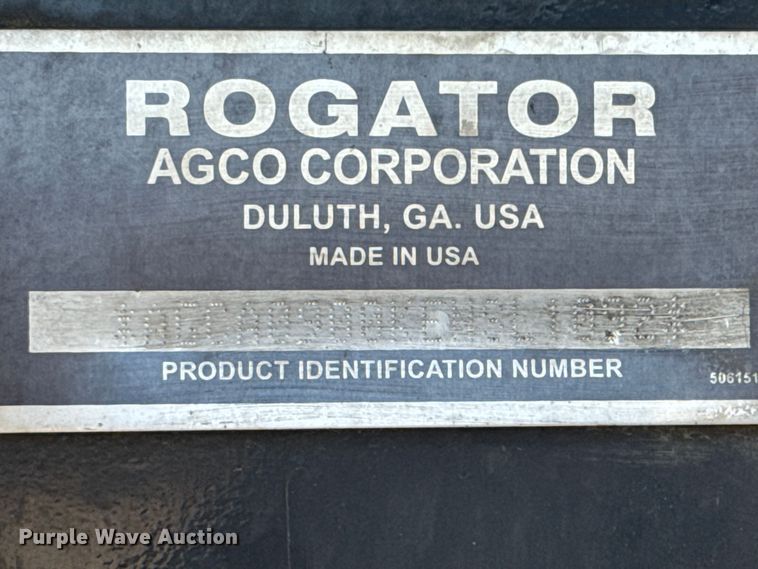 ROGATOR
AGCO CORPORATION
DULUTH, GA. USA
MADE IN USA
PRODUCT IDENTIFICATION NUMBER
506151
Purple Wave Auction